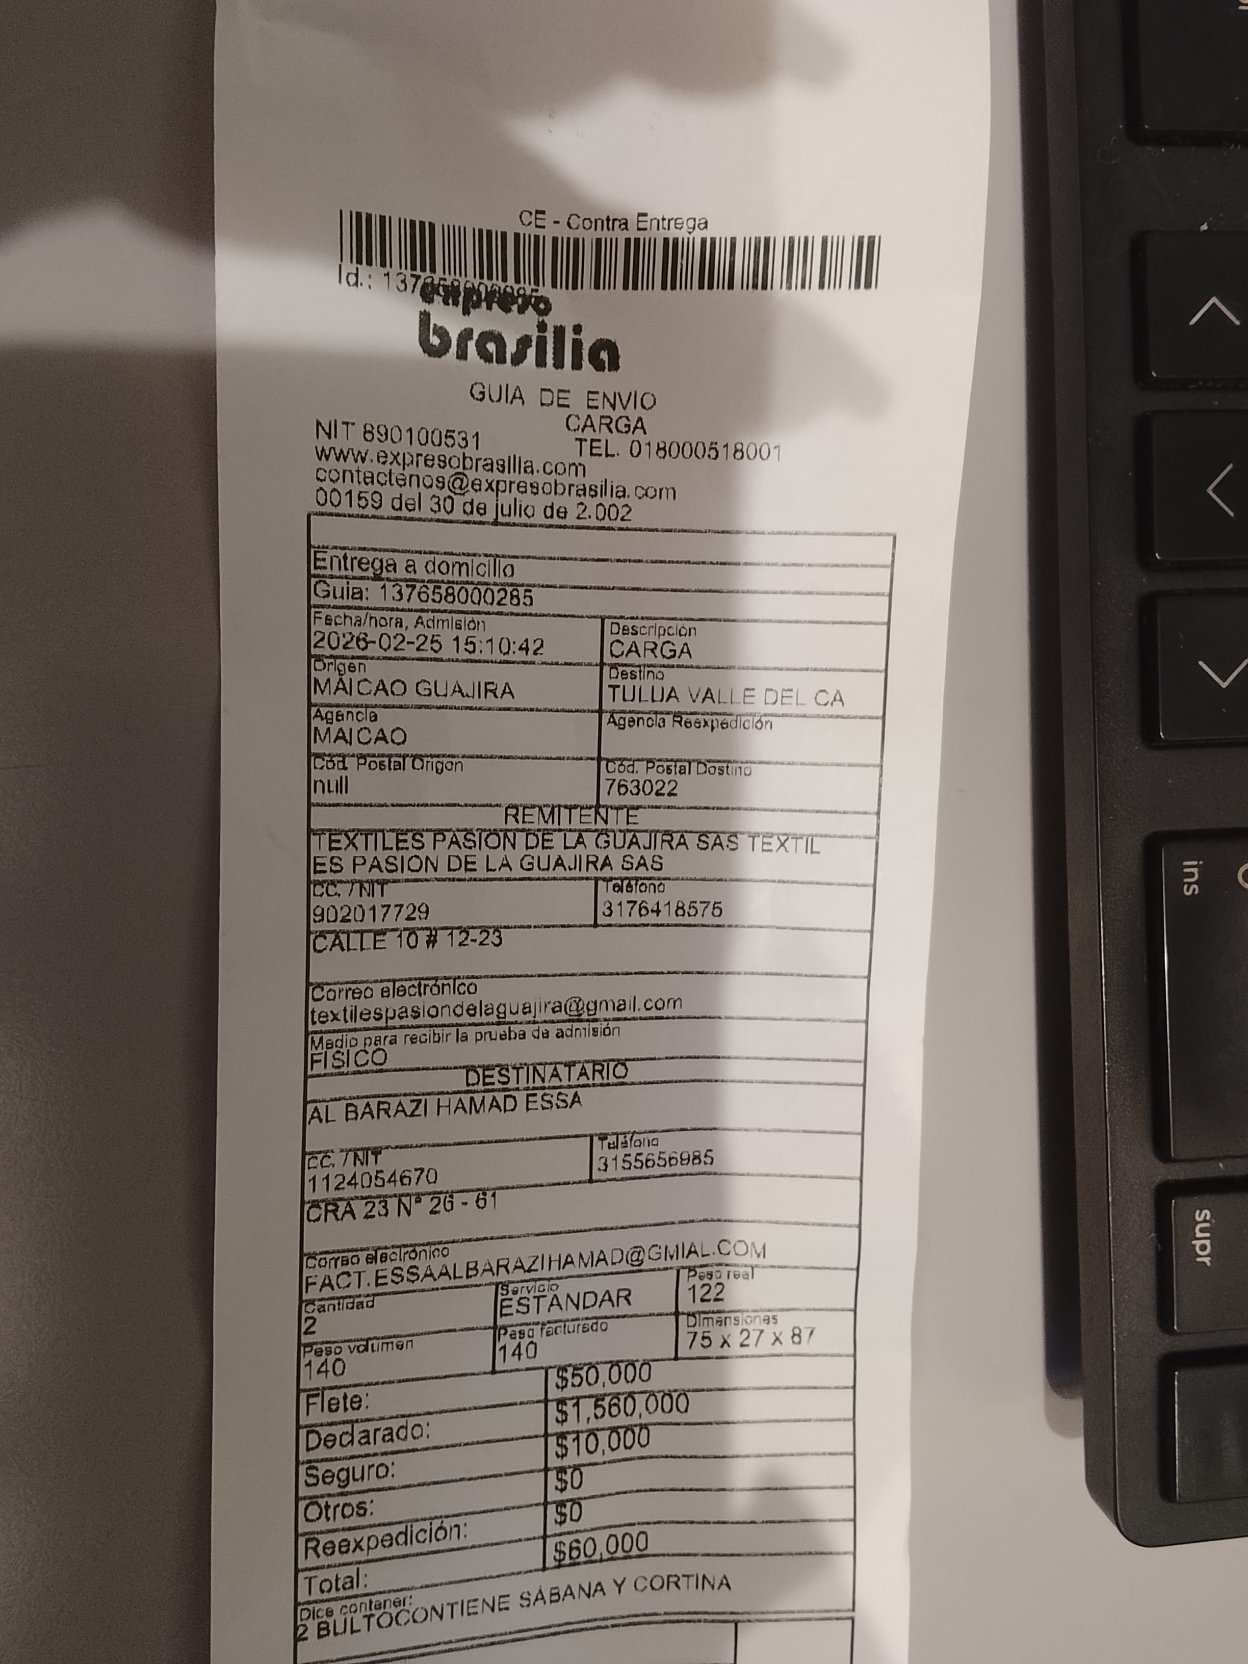 CE - Contra Entrega
Id.: 137658000285
expreso
brasilia
GUIA DE ENVIO
CARGA
NIT 890100531 TEL. 018000518001
www.expresobrasilia.com
contactenos@expresobrasilia.com
00159 del 30 de julio de 2.002
Entrega a domicilio
Guia: 137658000285
Fecha/hora, Admisión Descripción
2026-02-25 15:10:42 CARGA
Origen Destino
MAICAO GUAJIRA TULUA VALLE DEL CA
Agencia Agencia Reexpedición
MAICAO
Cód. Postal Origen Cód. Postal Destino
null 763022
REMITENTE
TEXTILES PASION DE LA GUAJIRA SAS TEXTIL
ES PASION DE LA GUAJIRA SAS
CC. / NIT Teléfono
902017729 3176418575
CALLE 10 # 12-23
Correo electrónico
textilespasiondelaguajira@gmail.com
Medio para recibir la prueba de admisión
FISICO
DESTINATARIO
AL BARAZI HAMAD ESSA
CC. / NIT Teléfono
1124054670 3155656985
CRA 23 N° 26 - 61
Correo electrónico
FACT.ESSAALBARAZIHAMAD@GMIAL.COM
Cantidad Servicio Peso real
2 ESTANDAR 122
Peso volumen Peso facturado Dimensiones
140 140 75 x 27 x 87
Flete: $50,000
Declarado: $1,560,000
Seguro: $10,000
Otros: $0
Reexpedición: $0
Total: $60,000
Dice contener:
2 BULTOCONTIENE SABANA Y CORTINA
ins
supr